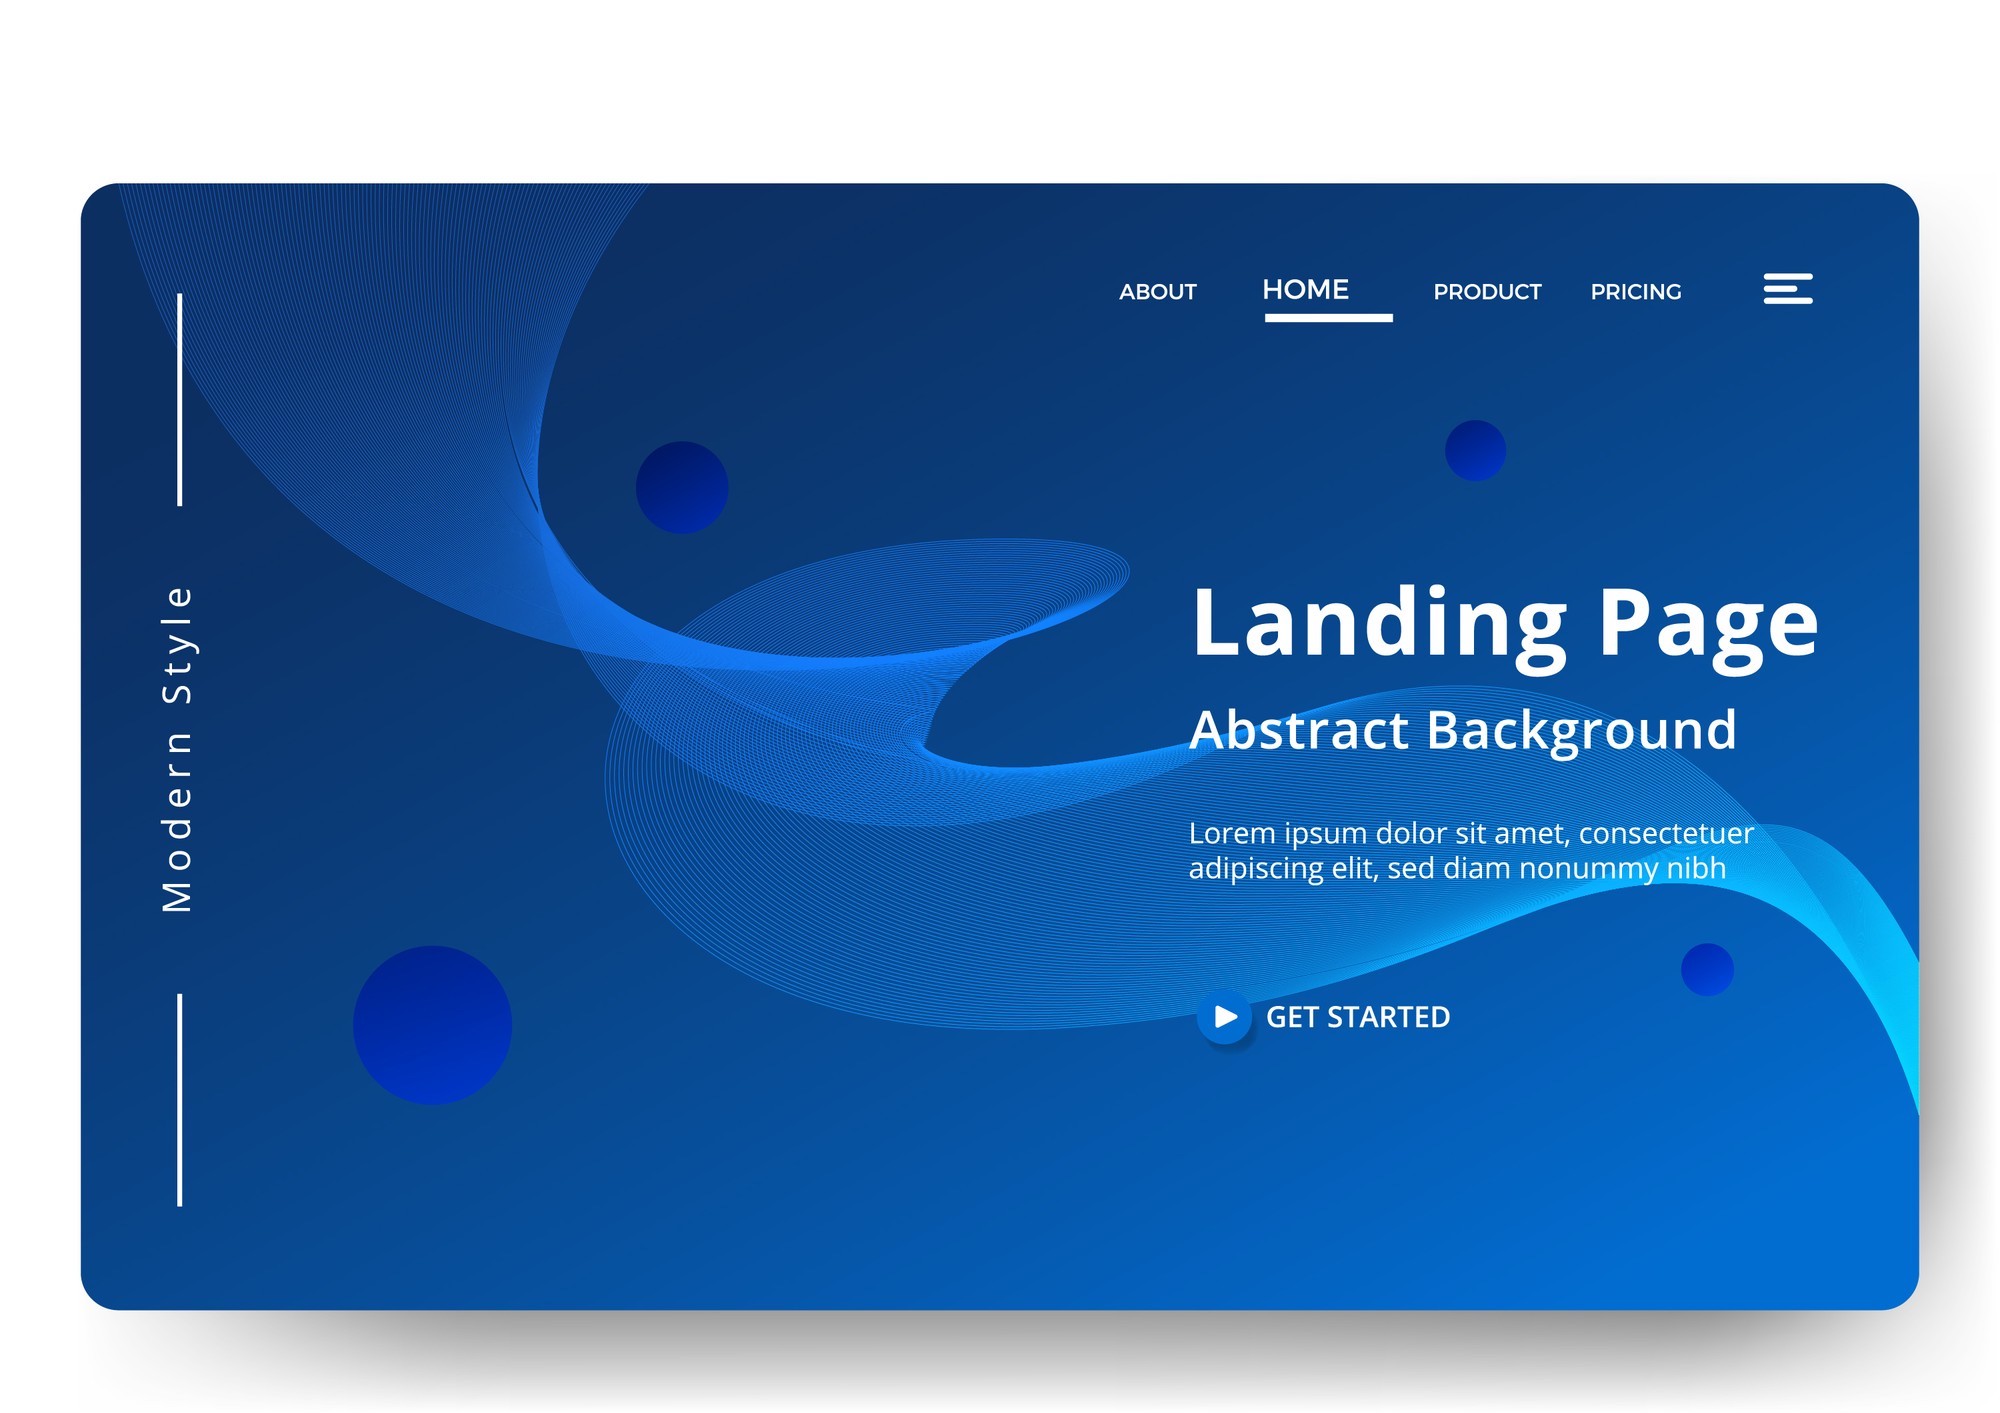 ABOUT HOME PRODUCT PRICING
Modern Style
Landing Page
Abstract Background
Lorem ipsum dolor sit amet, consectetuer
adipiscing elit, sed diam nonummy nibh
GET STARTED